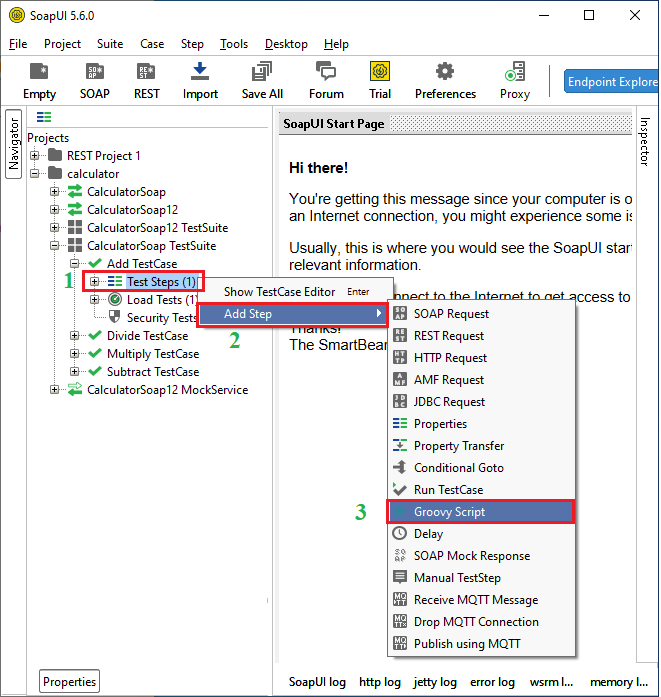 SoapUI 5.6.0
File Project Suite Case Step Tools Desktop Help
Empty SOAP REST Import Save All Forum Trial Preferences Proxy Endpoint Explore
Navigator
Projects
REST Project 1
calculator
CalculatorSoap
CalculatorSoap12
CalculatorSoap12 TestSuite
CalculatorSoap TestSuite
Add TestCase
1
Test Steps (1)
Load Tests (1)
Security Tests
Divide TestCase
Multiply TestCase
Subtract TestCase
CalculatorSoap12 MockService
Properties
SoapUI Start Page
Inspector
Hi there!
You're getting this message since your computer is o
an Internet connection, you might experience some is
Usually, this is where you would see the SoapUI star
relevant information.
nnect to the Internet to get access to
Thanks!
The SmartBear
Show TestCase Editor Enter
Add Step
2
SOAP Request
REST Request
HTTP Request
AMF Request
JDBC Request
Properties
Property Transfer
Conditional Goto
Run TestCase
3
Groovy Script
Delay
SOAP Mock Response
Manual TestStep
Receive MQTT Message
Drop MQTT Connection
Publish using MQTT
SoapUI log http log jetty log error log wsrm l... memory l...